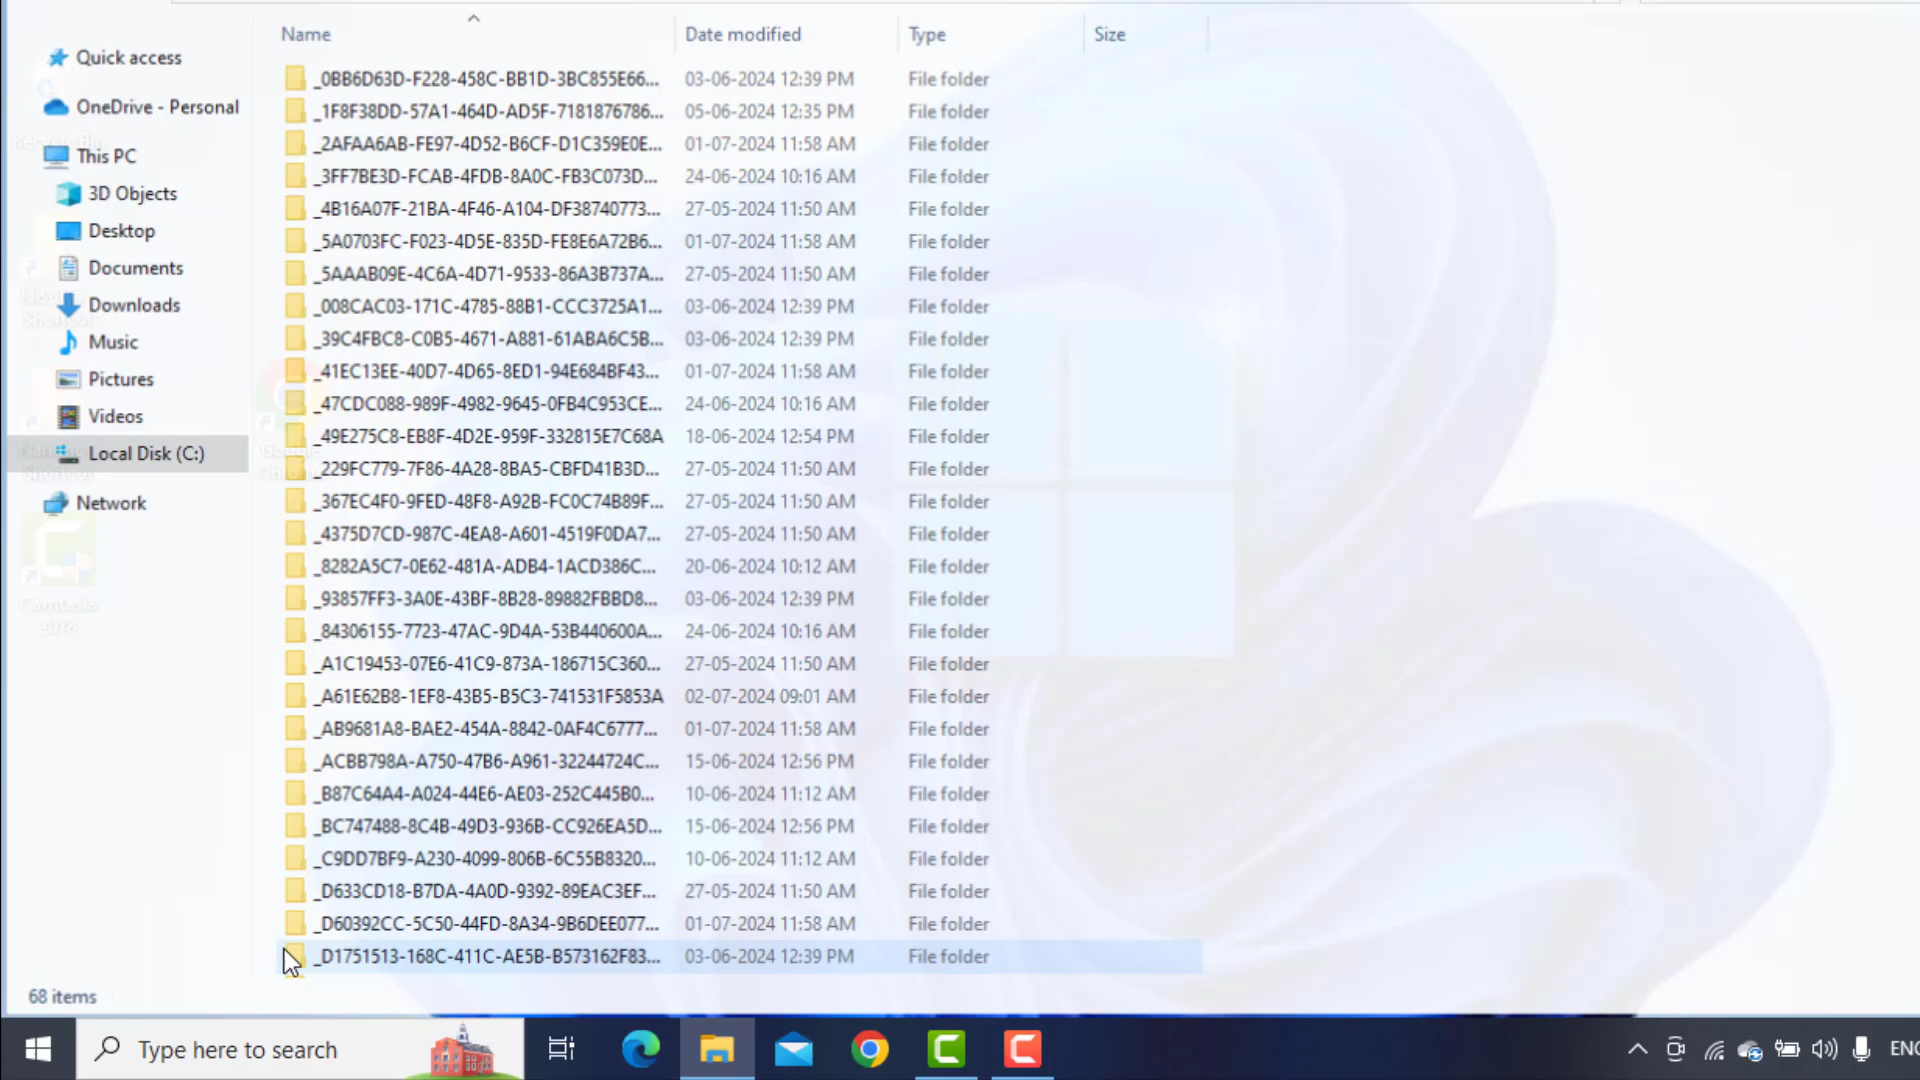 Name Date modified Type Size
Quick access
OneDrive - Personal
This PC
3D Objects
Desktop
Documents
Downloads
Music
Pictures
Videos
Local Disk (C:)
Network
_0BB6D63D-F228-458C-BB1D-3BC855E66... 03-06-2024 12:39 PM File folder
_1F8F38DD-57A1-464D-AD5F-7181876786... 05-06-2024 12:35 PM File folder
_2AFAA6AB-FE97-4D52-B6CF-D1C359E0E... 01-07-2024 11:58 AM File folder
_3FF7BE3D-FCAB-4FDB-8A0C-FB3C073D... 24-06-2024 10:16 AM File folder
_4B16A07F-21BA-4F46-A104-DF38740773... 27-05-2024 11:50 AM File folder
_5A0703FC-F023-4D5E-835D-FE8E6A72B6... 01-07-2024 11:58 AM File folder
_5AAAB09E-4C6A-4D71-9533-86A3B737A... 27-05-2024 11:50 AM File folder
_008CAC03-171C-4785-88B1-CCC3725A1... 03-06-2024 12:39 PM File folder
_39C4FBC8-C0B5-4671-A881-61ABA6C5B... 03-06-2024 12:39 PM File folder
_41EC13EE-40D7-4D65-8ED1-94E684BF43... 01-07-2024 11:58 AM File folder
_47CDC088-989F-4982-9645-0FB4C953CE... 24-06-2024 10:16 AM File folder
_49E275C8-EB8F-4D2E-959F-332815E7C68A 18-06-2024 12:54 PM File folder
_229FC779-7F86-4A28-8BA5-CBFD41B3D... 27-05-2024 11:50 AM File folder
_367EC4F0-9FED-48F8-A92B-FC0C74B89F... 27-05-2024 11:50 AM File folder
_4375D7CD-987C-4EA8-A601-4519F0DA7... 27-05-2024 11:50 AM File folder
_8282A5C7-0E62-481A-ADB4-1ACD386C... 20-06-2024 10:12 AM File folder
_93857FF3-3A0E-43BF-8B28-89882FBBD8... 03-06-2024 12:39 PM File folder
_84306155-7723-47AC-9D4A-53B440600A... 24-06-2024 10:16 AM File folder
_A1C19453-07E6-41C9-873A-186715C360... 27-05-2024 11:50 AM File folder
_A61E62B8-1EF8-43B5-B5C3-741531F5853A 02-07-2024 09:01 AM File folder
_AB9681A8-BAE2-454A-8842-0AF4C6777... 01-07-2024 11:58 AM File folder
_ACBB798A-A750-47B6-A961-32244724C... 15-06-2024 12:56 PM File folder
_B87C64A4-A024-44E6-AE03-252C445B0... 10-06-2024 11:12 AM File folder
_BC747488-8C4B-49D3-936B-CC926EA5D... 15-06-2024 12:56 PM File folder
_C9DD7BF9-A230-4099-806B-6C55B8320... 10-06-2024 11:12 AM File folder
_D633CD18-B7DA-4A0D-9392-89EAC3EF... 27-05-2024 11:50 AM File folder
_D60392CC-5C50-44FD-8A34-9B6DEE077... 01-07-2024 11:58 AM File folder
_D1751513-168C-411C-AE5B-B573162F83... 03-06-2024 12:39 PM File folder
Camtasia
2018
68 items
Type here to search
ENG